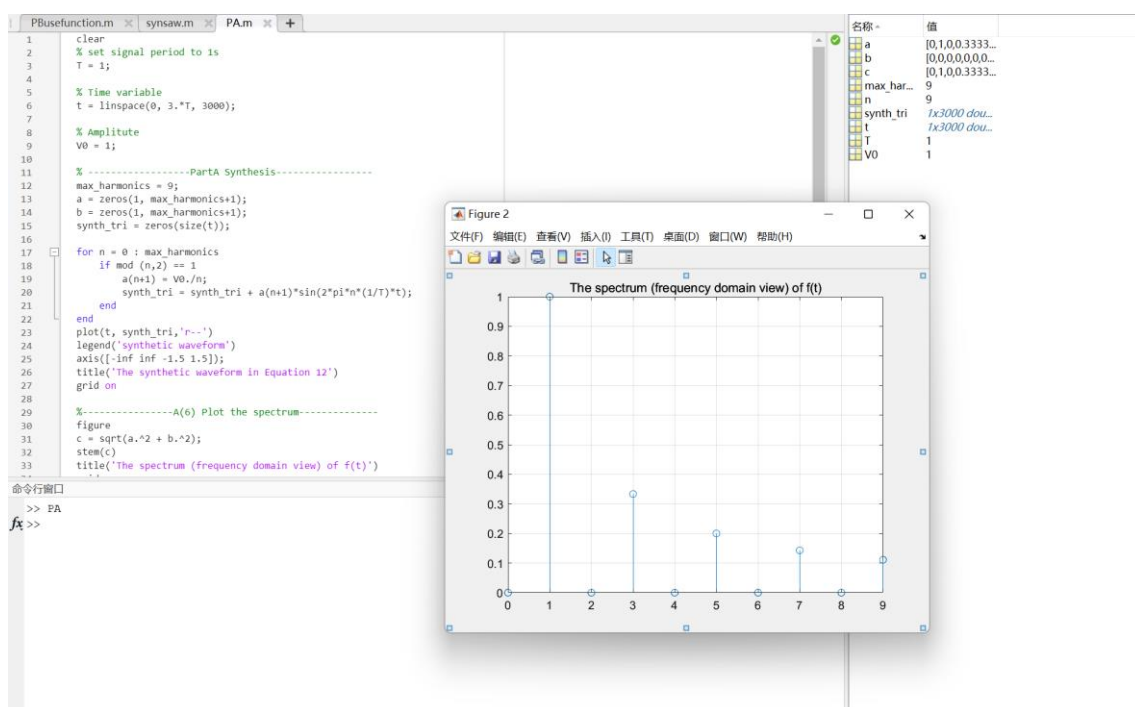 PBusefunction.m × synsaw.m × PA.m × +
1 clear
2 % set signal period to 1s
3 T = 1;
4
5 % Time variable
6 t = linspace(0, 3.*T, 3000);
7
8 % Amplitute
9 V0 = 1;
10
11 % -----------------PartA Synthesis----------------
12 max_harmonics = 9;
13 a = zeros(1, max_harmonics+1);
14 b = zeros(1, max_harmonics+1);
15 synth_tri = zeros(size(t));
16
17 for n = 0 : max_harmonics
18 if mod (n,2) == 1
19 a(n+1) = V0./n;
20 synth_tri = synth_tri + a(n+1)*sin(2*pi*n*(1/T)*t);
21 end
22 end
23 plot(t, synth_tri,'r--')
24 legend('synthetic waveform')
25 axis([-inf inf -1.5 1.5]);
26 title('The synthetic waveform in Equation 12')
27 grid on
28
29 %---------------A(6) Plot the spectrum-------------
30 figure
31 c = sqrt(a.^2 + b.^2);
32 stem(c)
33 title('The spectrum (frequency domain view) of f(t)')
命令行窗口
>> PA
fx >>
名称 值
a [0,1,0,0.3333...
b [0,0,0,0,0,0,0...
c [0,1,0,0.3333...
max_har... 9
n 9
synth_tri 1x3000 dou...
t 1x3000 dou...
T 1
V0 1
Figure 2
文件(F) 编辑(E) 查看(V) 插入(I) 工具(T) 桌面(D) 窗口(W) 帮助(H)
The spectrum (frequency domain view) of f(t)
1
0.9
0.8
0.7
0.6
0.5
0.4
0.3
0.2
0.1
0
0 1 2 3 4 5 6 7 8 9